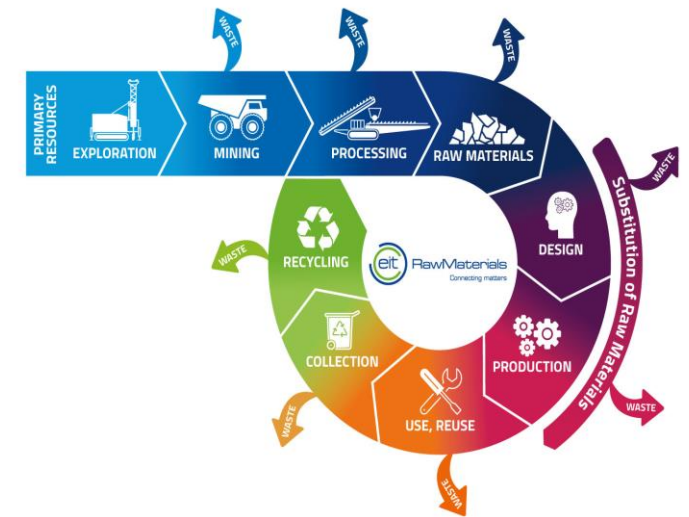 WASTE
WASTE
WASTE
PRIMARY
RESOURCES
EXPLORATION
MINING
PROCESSING
RAW MATERIALS
WASTE
Substitution of Raw Materials
DESIGN
RECYCLING
WASTE
eit RawMaterials
Connecting matters
COLLECTION
PRODUCTION
USE, REUSE
WASTE
WASTE
WASTE